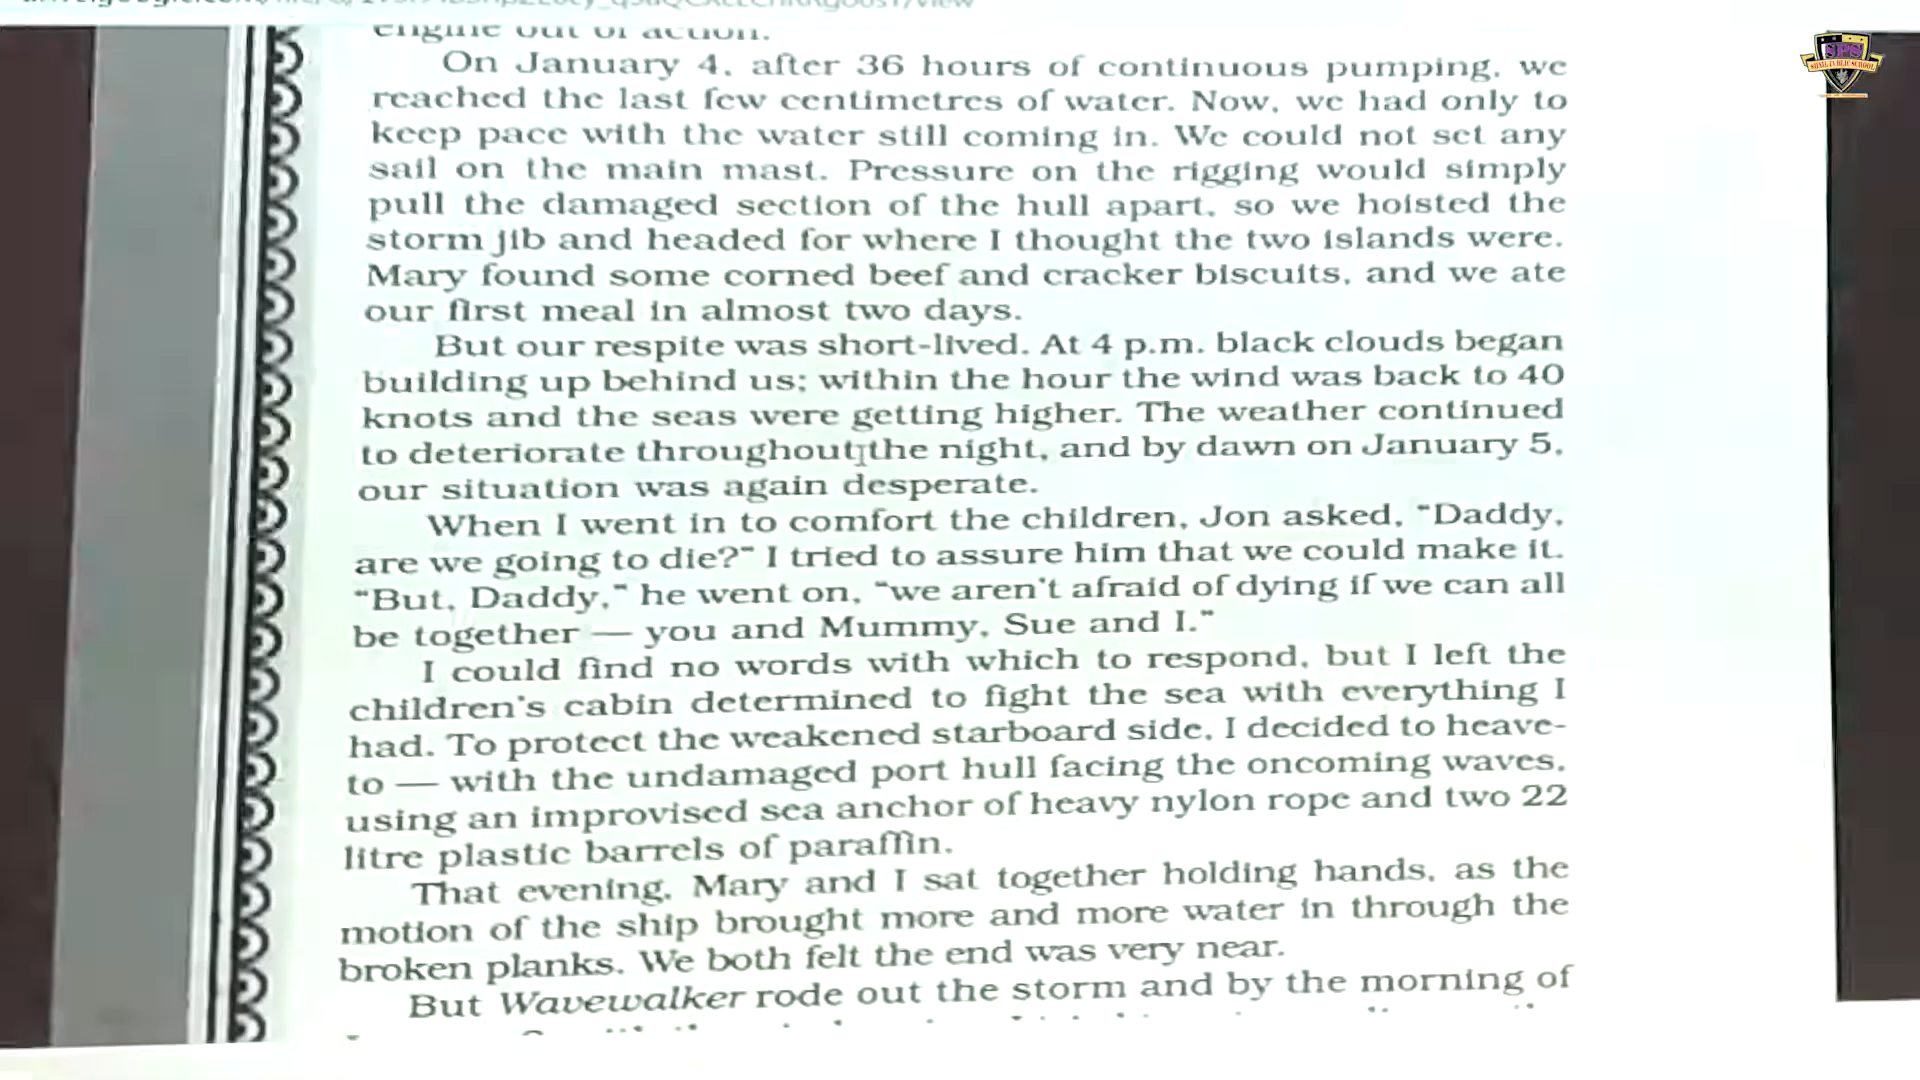 engine out of action.
On January 4, after 36 hours of continuous pumping, we
reached the last few centimetres of water. Now, we had only to
keep pace with the water still coming in. We could not set any
sail on the main mast. Pressure on the rigging would simply
pull the damaged section of the hull apart, so we hoisted the
storm jib and headed for where I thought the two islands were.
Mary found some corned beef and cracker biscuits, and we ate
our first meal in almost two days.
But our respite was short-lived. At 4 p.m. black clouds began
building up behind us; within the hour the wind was back to 40
knots and the seas were getting higher. The weather continued
to deteriorate throughout the night, and by dawn on January 5,
our situation was again desperate.
When I went in to comfort the children, Jon asked, “Daddy,
are we going to die?” I tried to assure him that we could make it.
“But, Daddy,” he went on, “we aren't afraid of dying if we can all
be together — you and Mummy, Sue and I.”
I could find no words with which to respond, but I left the
children's cabin determined to fight the sea with everything I
had. To protect the weakened starboard side, I decided to heave-
to — with the undamaged port hull facing the oncoming waves,
using an improvised sea anchor of heavy nylon rope and two 22
litre plastic barrels of paraffin.
That evening, Mary and I sat together holding hands, as the
motion of the ship brought more and more water in through the
broken planks. We both felt the end was very near.
But Wavewalker rode out the storm and by the morning of
SPS